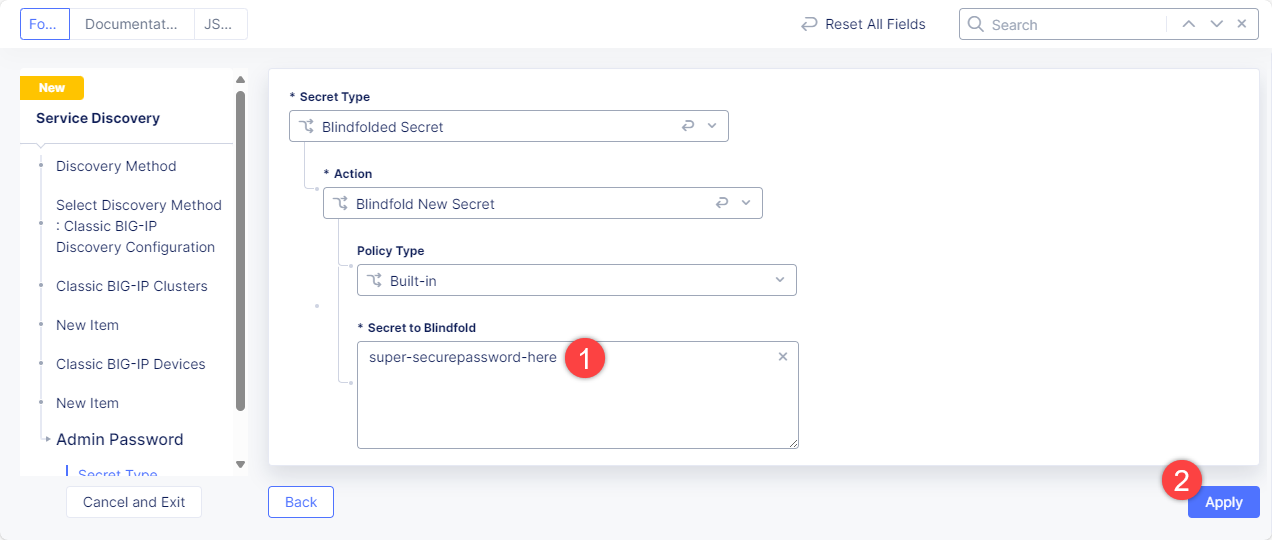 Fo...
Documentat...
JS...
Reset All Fields
Search
New
Service Discovery
Discovery Method
Select Discovery Method
: Classic BIG-IP
Discovery Configuration
Classic BIG-IP Clusters
New Item
Classic BIG-IP Devices
New Item
Admin Password
Secret Type
Cancel and Exit
* Secret Type
Blindfolded Secret
* Action
Blindfold New Secret
Policy Type
Built-in
* Secret to Blindfold
super-securepassword-here
1
Back
2
Apply